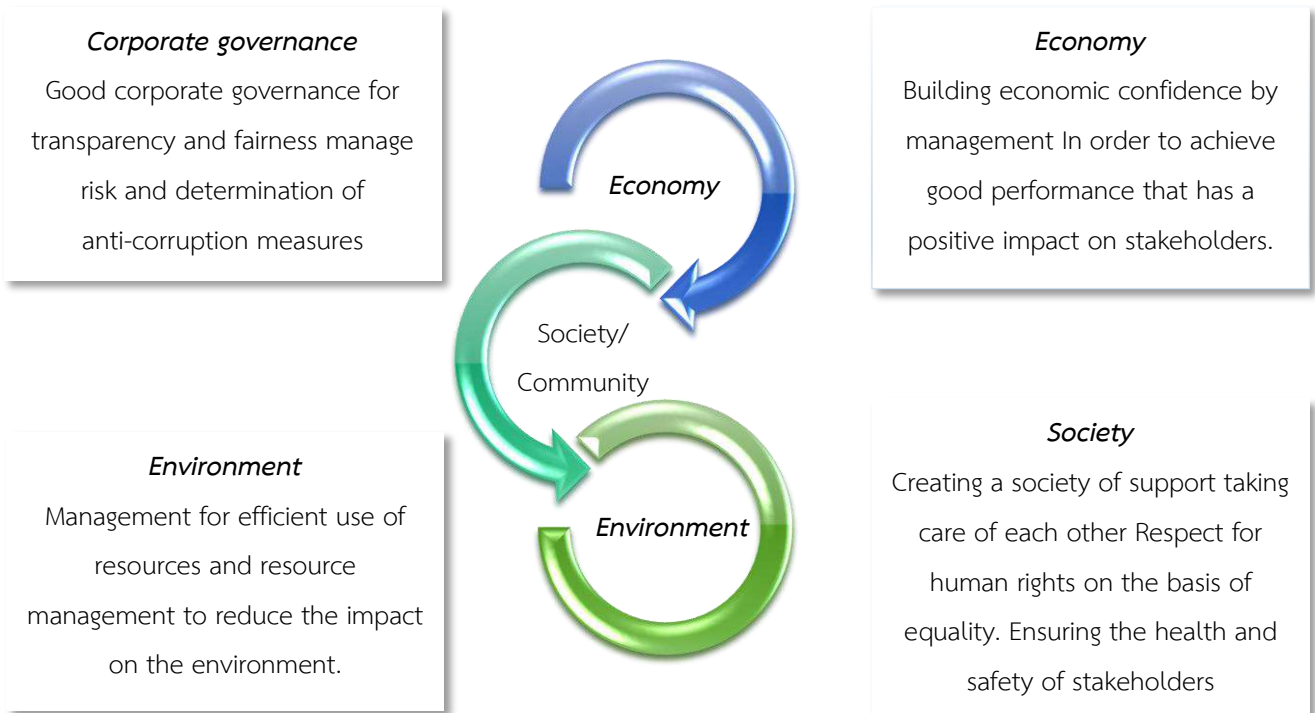 Corporate governance
Good corporate governance for
transparency and fairness manage
risk and determination of
anti-corruption measures
Economy
Building economic confidence by
management In order to achieve
good performance that has a
positive impact on stakeholders.
Economy
Society/
Community
Environment
Environment
Management for efficient use of
resources and resource
management to reduce the impact
on the environment.
Society
Creating a society of support taking
care of each other Respect for
human rights on the basis of
equality. Ensuring the health and
safety of stakeholders